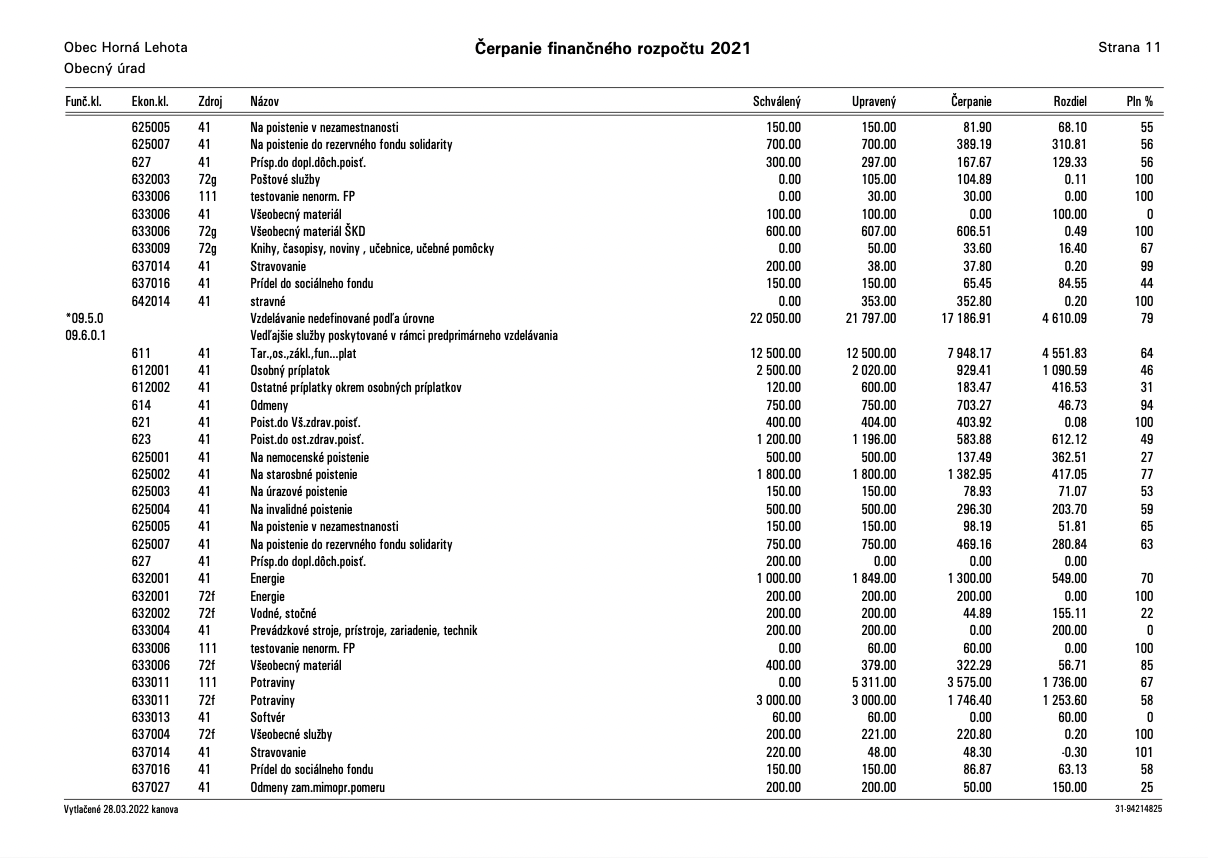 Obec Horná Lehota Čerpanie finančného rozpočtu 2021 Strana 11
Obecný úrad
Funč.kl. Ekon.kl. Zdroj Názov Schválený Upravený Čerpanie Rozdiel Pln %
625005 41 Na poistenie v nezamestnanosti 150.00 150.00 81.90 68.10 55
625007 41 Na poistenie do rezervného fondu solidarity 700.00 700.00 389.19 310.81 56
627 41 Prísp.do dopl.dôch.poisť. 300.00 297.00 167.67 129.33 56
632003 72g Poštové služby 0.00 105.00 104.89 0.11 100
633006 111 testovanie nenorm. FP 0.00 30.00 30.00 0.00 100
633006 41 Všeobecný materiál 100.00 100.00 0.00 100.00 0
633006 72g Všeobecný materiál ŠKD 600.00 607.00 606.51 0.49 100
633009 72g Knihy, časopisy, noviny , učebnice, učebné pomôcky 0.00 50.00 33.60 16.40 67
637014 41 Stravovanie 200.00 38.00 37.80 0.20 99
637016 41 Prídel do sociálneho fondu 150.00 150.00 65.45 84.55 44
642014 41 stravné 0.00 353.00 352.80 0.20 100
*09.5.0 Vzdelávanie nedefinované podľa úrovne 22 050.00 21 797.00 17 186.91 4 610.09 79
09.6.0.1 Vedľajšie služby poskytované v rámci predprimárneho vzdelávania
611 41 Tar.,os.,zákl.,fun...plat 12 500.00 12 500.00 7 948.17 4 551.83 64
612001 41 Osobný príplatok 2 500.00 2 020.00 929.41 1 090.59 46
612002 41 Ostatné príplatky okrem osobných príplatkov 120.00 600.00 183.47 416.53 31
614 41 Odmeny 750.00 750.00 703.27 46.73 94
621 41 Poist.do Vš.zdrav.poisť. 400.00 404.00 403.92 0.08 100
623 41 Poist.do ost.zdrav.poisť. 1 200.00 1 196.00 583.88 612.12 49
625001 41 Na nemocenské poistenie 500.00 500.00 137.49 362.51 27
625002 41 Na starosbné poistenie 1 800.00 1 800.00 1 382.95 417.05 77
625003 41 Na úrazové poistenie 150.00 150.00 78.93 71.07 53
625004 41 Na invalidné poistenie 500.00 500.00 296.30 203.70 59
625005 41 Na poistenie v nezamestnanosti 150.00 150.00 98.19 51.81 65
625007 41 Na poistenie do rezervného fondu solidarity 750.00 750.00 469.16 280.84 63
627 41 Prísp.do dopl.dôch.poisť. 200.00 0.00 0.00 0.00
632001 41 Energie 1 000.00 1 849.00 1 300.00 549.00 70
632001 72f Energie 200.00 200.00 200.00 0.00 100
632002 72f Vodné, stočné 200.00 200.00 44.89 155.11 22
633004 41 Prevádzkové stroje, prístroje, zariadenie, technik 200.00 200.00 0.00 200.00 0
633006 111 testovanie nenorm. FP 0.00 60.00 60.00 0.00 100
633006 72f Všeobecný materiál 400.00 379.00 322.29 56.71 85
633011 111 Potraviny 0.00 5 311.00 3 575.00 1 736.00 67
633011 72f Potraviny 3 000.00 3 000.00 1 746.40 1 253.60 58
633013 41 Softvér 60.00 60.00 0.00 60.00 0
637004 72f Všeobecné služby 200.00 221.00 220.80 0.20 100
637014 41 Stravovanie 220.00 48.00 48.30 -0.30 101
637016 41 Prídel do sociálneho fondu 150.00 150.00 86.87 63.13 58
637027 41 Odmeny zam.mimopr.pomeru 200.00 200.00 50.00 150.00 25
Vytlačené 28.03.2022 kanova 31-94214825